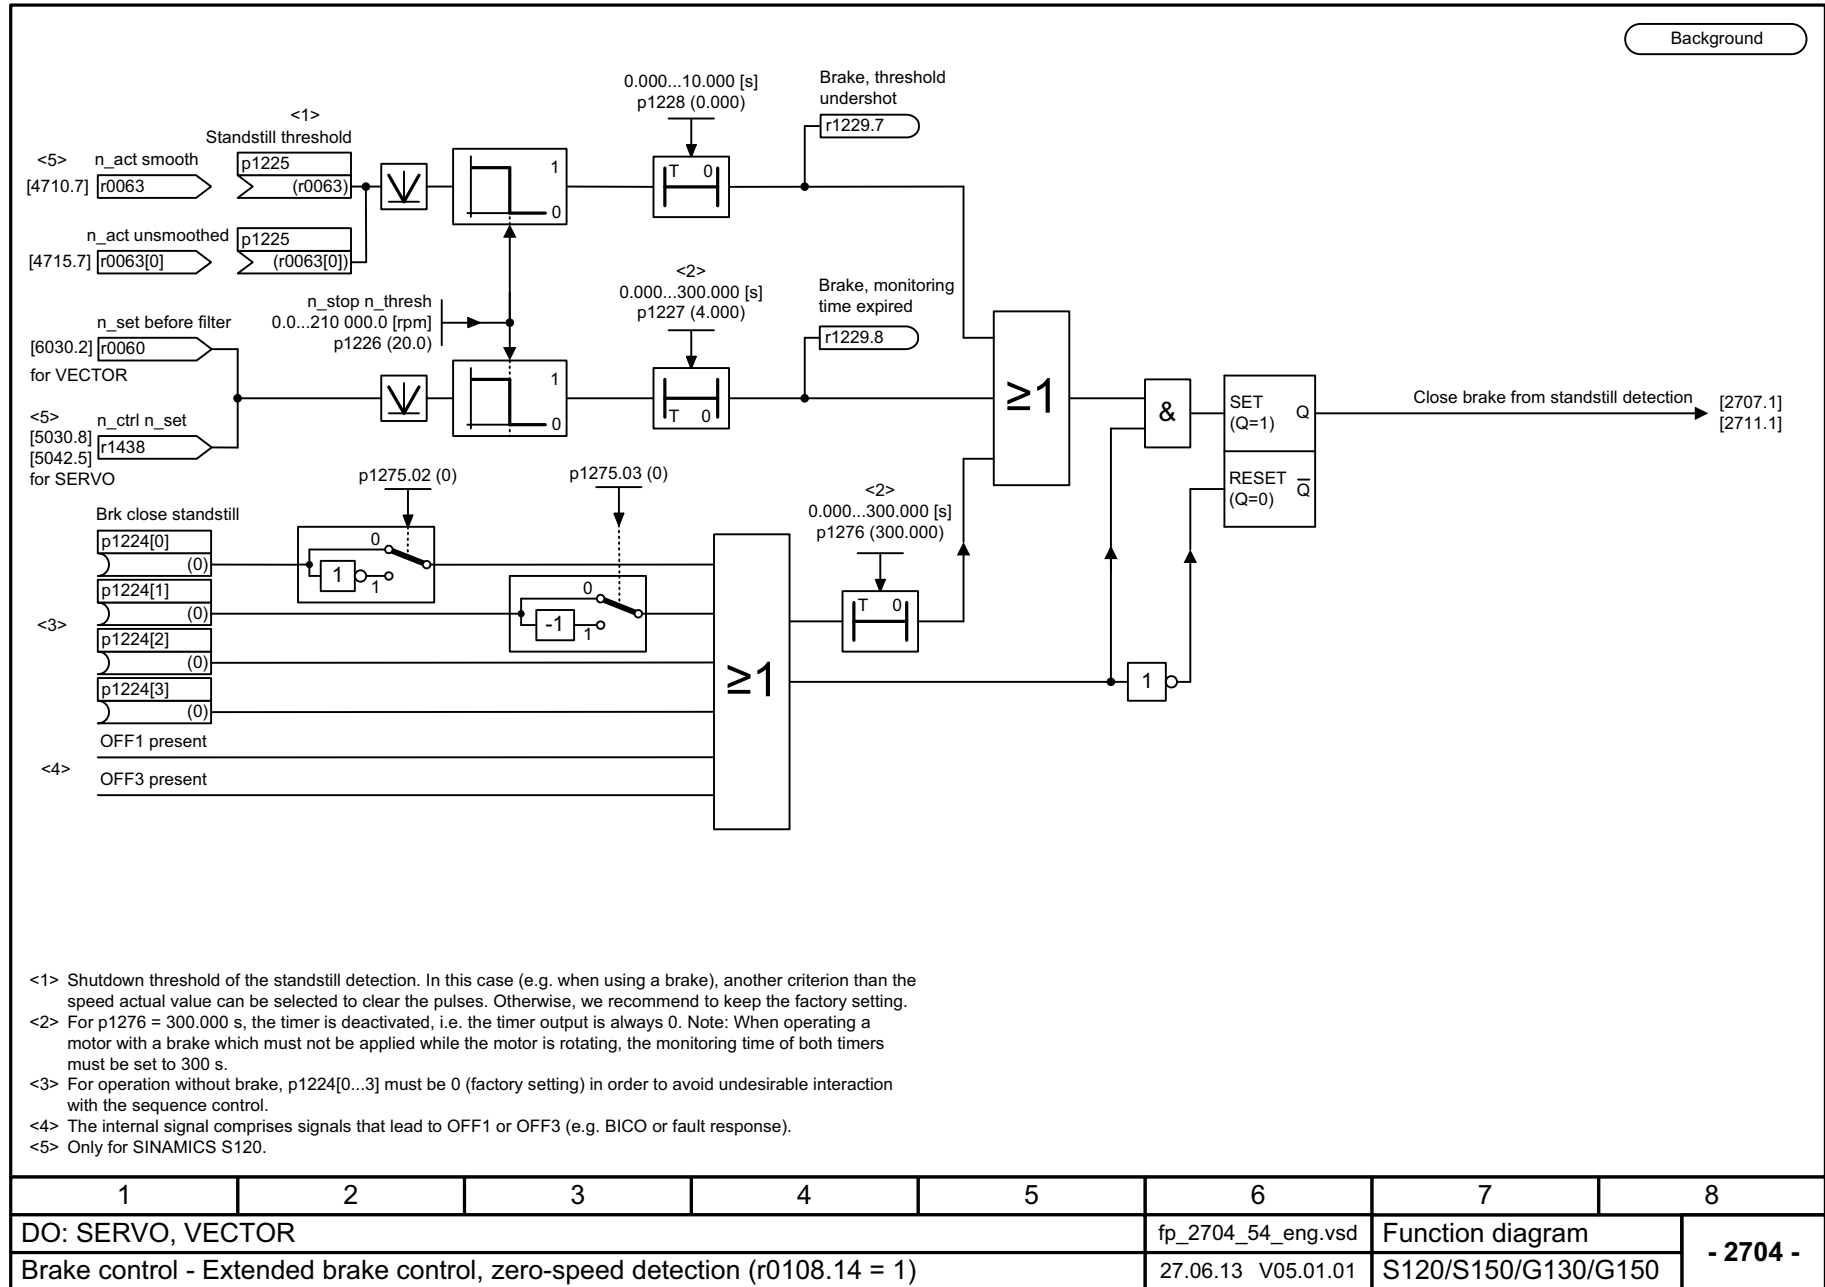 Background
0.000...10.000 [s]
p1228 (0.000)
Brake, threshold
undershot
r1229.7
<1>
Standstill threshold
<5>
n_act smooth
[4710.7]
r0063
p1225
(r0063)
1
0
T 0
n_act unsmoothed
[4715.7]
r0063[0]
p1225
(r0063[0])
n_stop n_thresh
0.0...210 000.0 [rpm]
p1226 (20.0)
<2>
0.000...300.000 [s]
p1227 (4.000)
Brake, monitoring
time expired
r1229.8
n_set before filter
[6030.2]
r0060
for VECTOR
<5>
[5030.8]
[5042.5]
n_ctrl n_set
r1438
for SERVO
1
0
T 0
≥1
&
SET
(Q=1)
Q
RESET
(Q=0)
Q̅
Close brake from standstill detection
[2707.1]
[2711.1]
p1275.02 (0)
p1275.03 (0)
<2>
0.000...300.000 [s]
p1276 (300.000)
Brk close standstill
p1224[0]
(0)
0
1
1
p1224[1]
(0)
0
-1
1
<3>
p1224[2]
(0)
p1224[3]
(0)
T 0
≥1
1
OFF1 present
<4>
OFF3 present
<1> Shutdown threshold of the standstill detection. In this case (e.g. when using a brake), another criterion than the
speed actual value can be selected to clear the pulses. Otherwise, we recommend to keep the factory setting.
<2> For p1276 = 300.000 s, the timer is deactivated, i.e. the timer output is always 0. Note: When operating a
motor with a brake which must not be applied while the motor is rotating, the monitoring time of both timers
must be set to 300 s.
<3> For operation without brake, p1224[0...3] must be 0 (factory setting) in order to avoid undesirable interaction
with the sequence control.
<4> The internal signal comprises signals that lead to OFF1 or OFF3 (e.g. BICO or fault response).
<5> Only for SINAMICS S120.
1 2 3 4 5 6 7 8
DO: SERVO, VECTOR
fp_2704_54_eng.vsd
Function diagram
- 2704 -
Brake control - Extended brake control, zero-speed detection (r0108.14 = 1)
27.06.13 V05.01.01
S120/S150/G130/G150